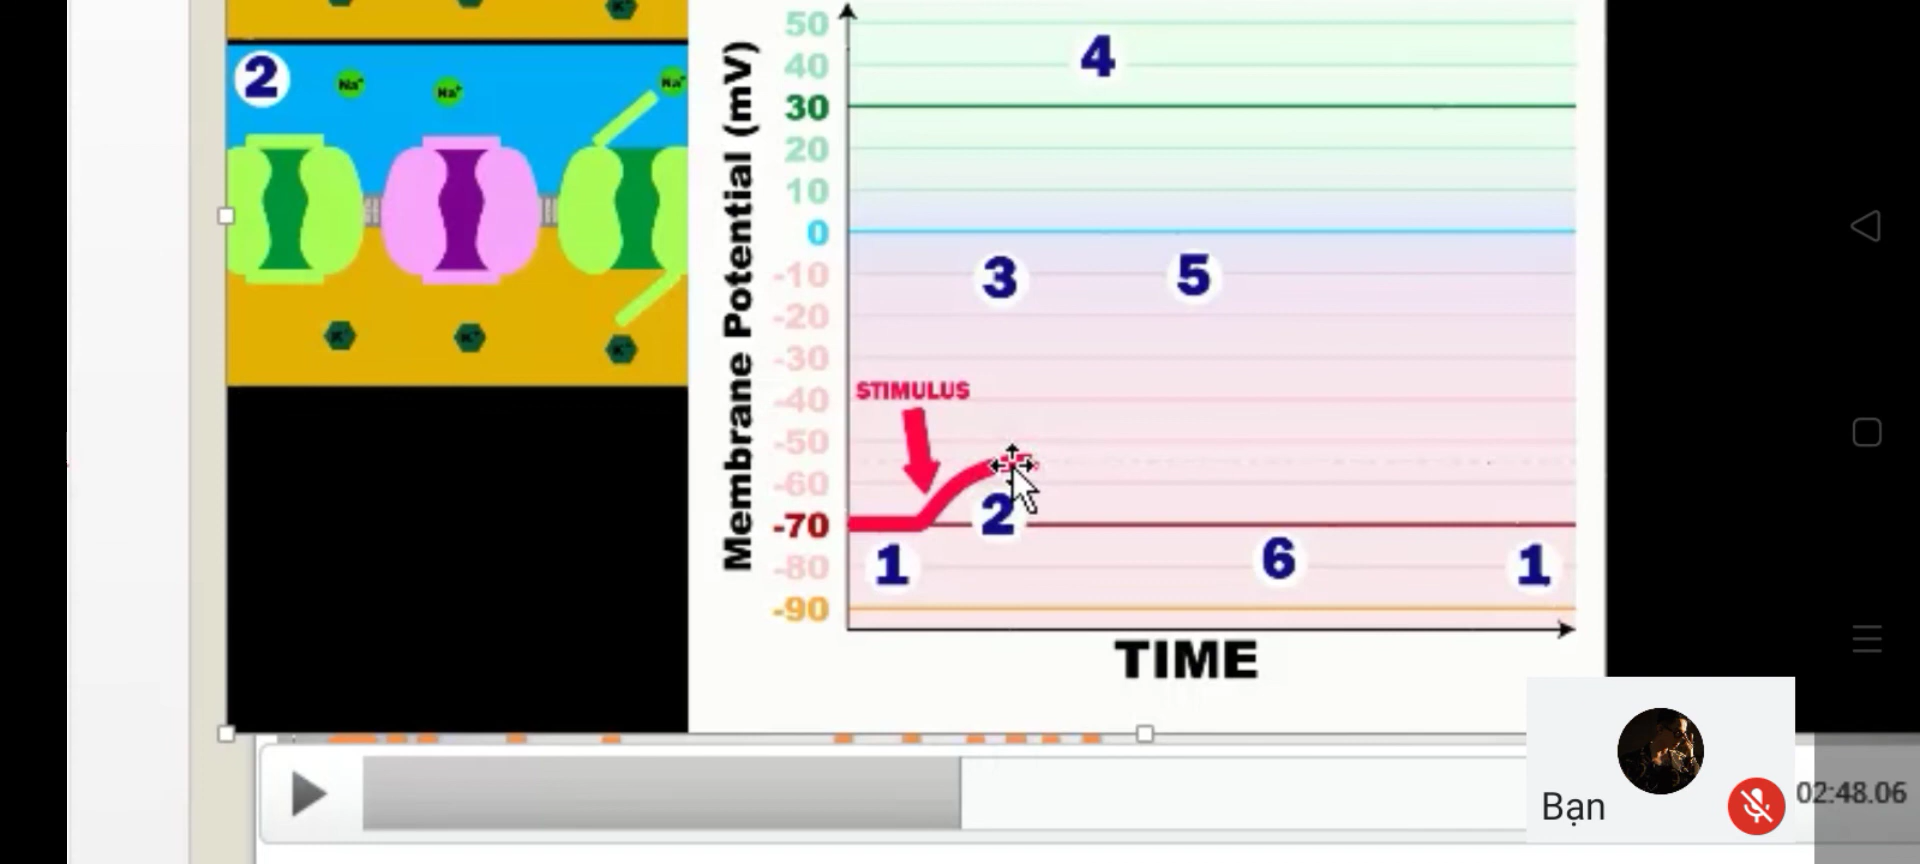 2
Na+
Na+
Na+
K+
K+
K+
K+
Membrane Potential (mV)
50
40
30
20
10
0
-10
-20
-30
-40
-50
-60
-70
-80
-90
4
3
5
STIMULUS
2
1
6
1
TIME
Bạn
02:48.06